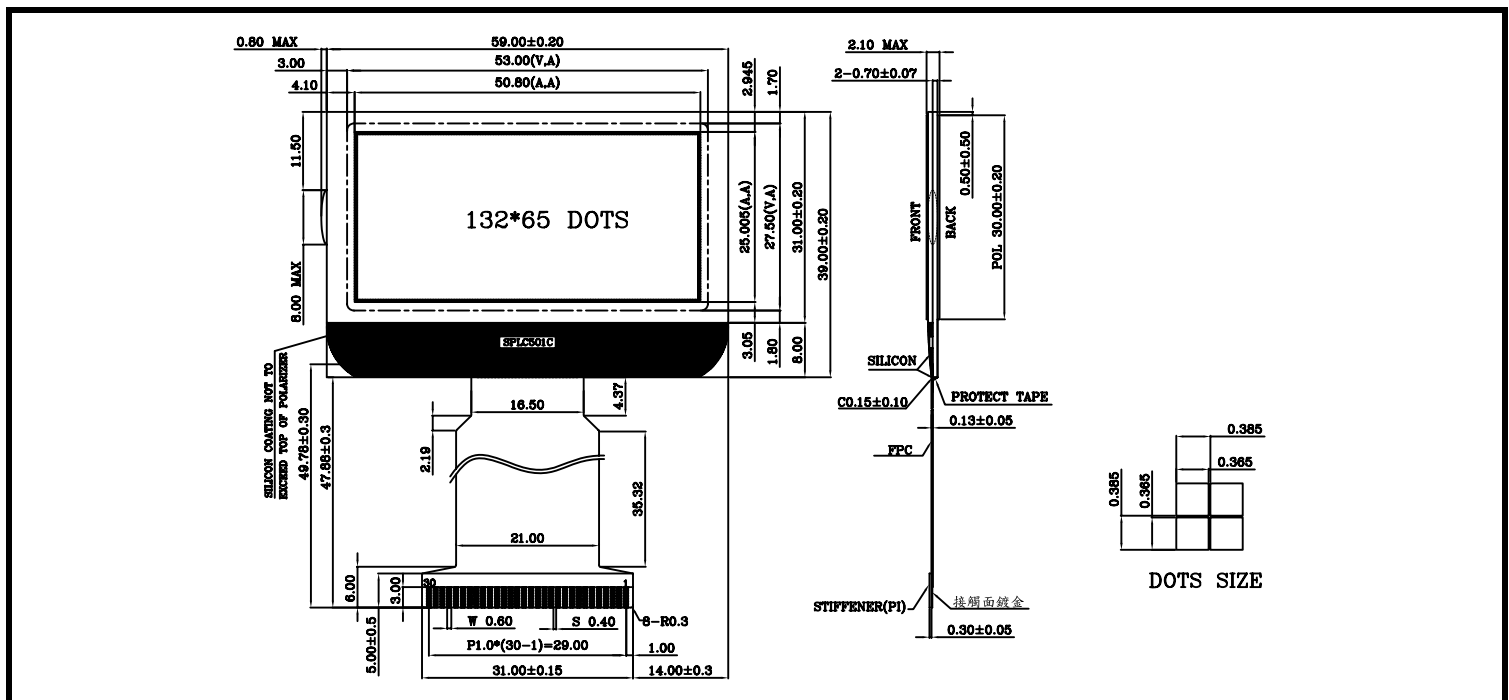 0.80 MAX
59.00±0.20
3.00
53.00(V,A)
4.10
50.80(A,A)
2.945
1.70
11.50
8.00 MAX
132*65 DOTS
25.005(A,A)
27.50(V,A)
31.00±0.20
39.00±0.20
SPLC501C
3.05
1.80
8.00
SILICON COATING NOT TO
EXCEED TOP OF POLARIZER
49.78±0.30
47.88±0.3
16.50
4.37
2.19
35.32
21.00
6.00
3.00
5.00±0.5
30
1
W 0.60
S 0.40
8-R0.3
P1.0*(30-1)=29.00
1.00
31.00±0.15
14.00±0.3
2.10 MAX
2-0.70±0.07
0.50±0.50
FRONT
BACK
POL 30.00±0.20
SILICON
C0.15±0.10
PROTECT TAPE
0.13±0.05
FPC
STIFFENER(PI)
接觸面鍍金
0.30±0.05
0.385
0.365
0.385
0.365
DOTS SIZE